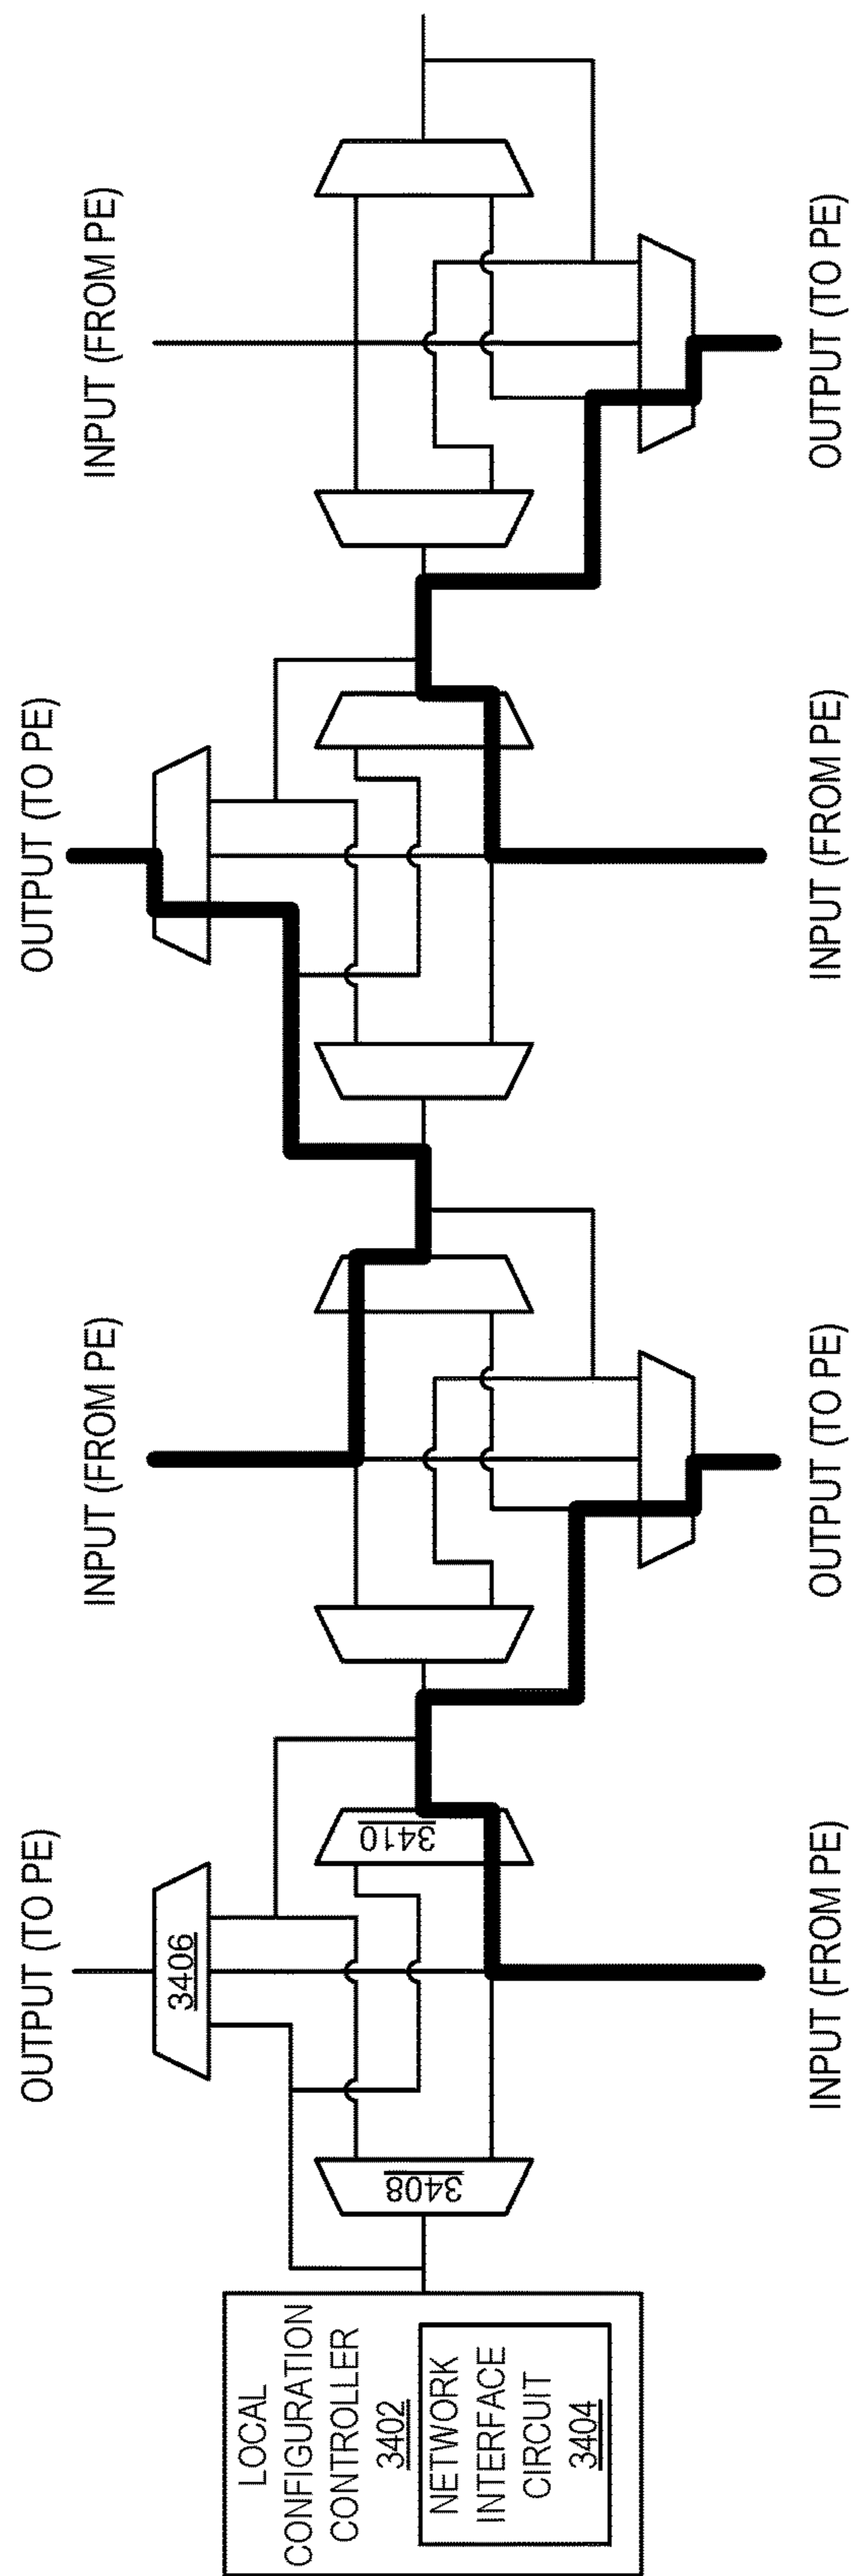 OUTPUT (TO PE)
INPUT (FROM PE)
OUTPUT (TO PE)
INPUT (FROM PE)
LOCAL
CONFIGURATION
CONTROLLER
3402
NETWORK
INTERFACE
CIRCUIT
3404
3406
3408
3410
INPUT (FROM PE)
OUTPUT (TO PE)
INPUT (FROM PE)
OUTPUT (TO PE)